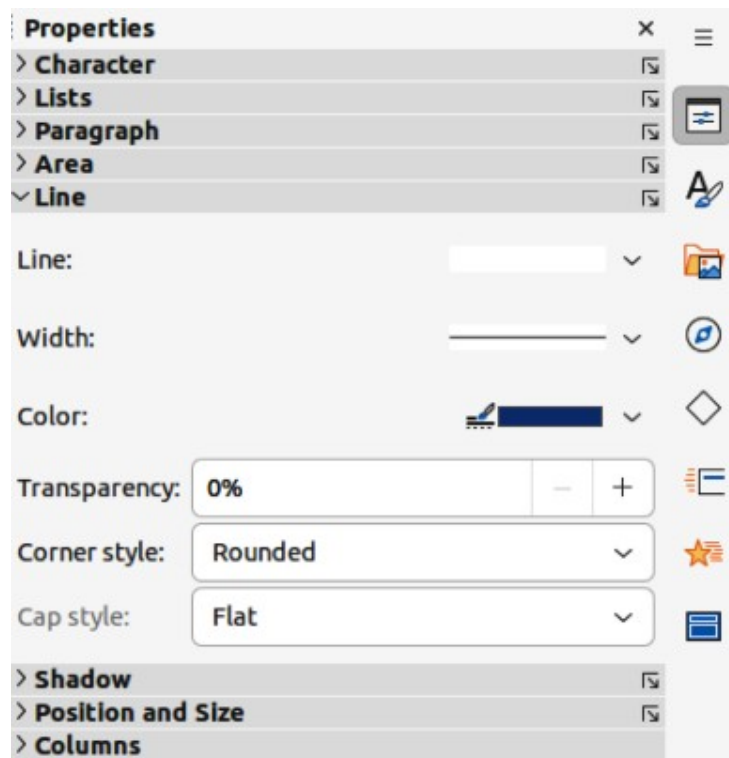 Properties
Character
Lists
Paragraph
Area
Line
Line:
Width:
Color:
Transparency: 0%
Corner style: Rounded
Cap style: Flat
Shadow
Position and Size
Columns